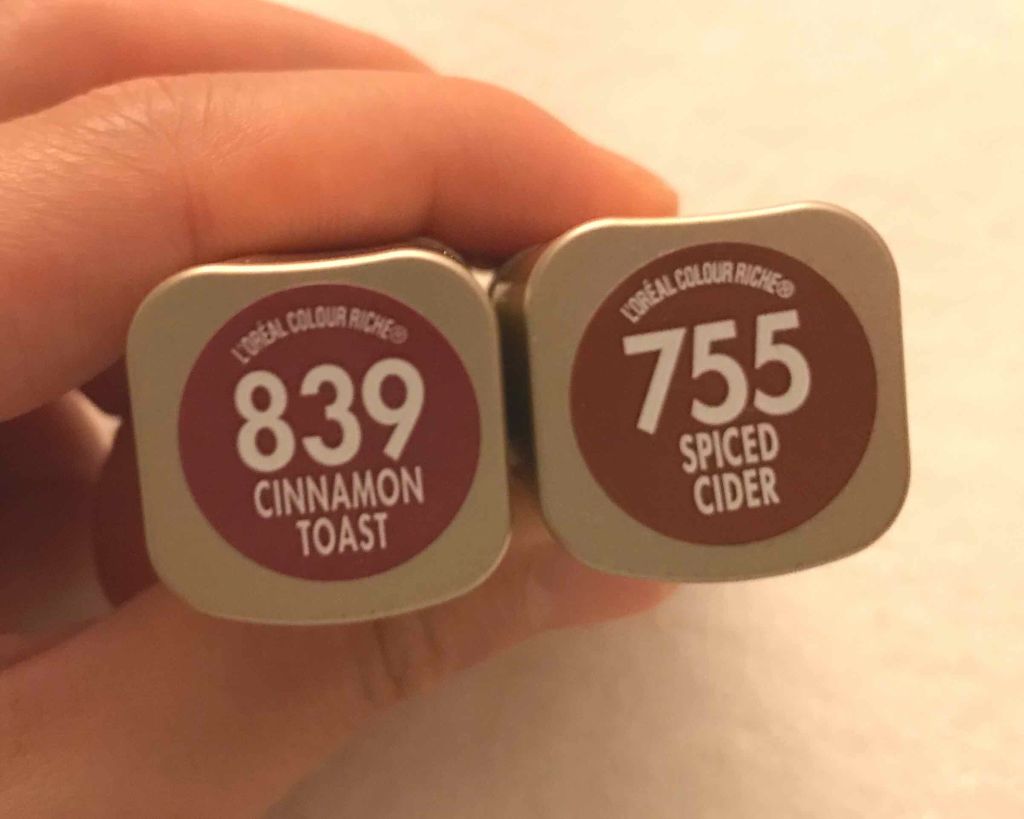 L'ORÉAL COLOUR RICHE®
839
CINNAMON
TOAST
L'ORÉAL COLOUR RICHE®
755
SPICED
CIDER